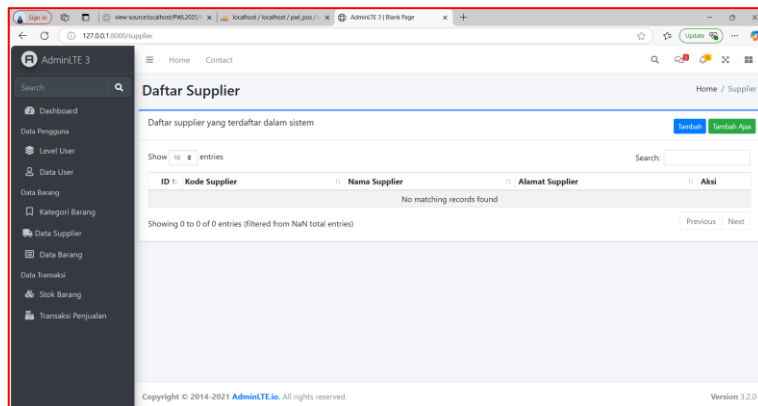 Sign in
view-source:localhost/PWL2025/
localhost / localhost / pwl_pos /
AdminLTE 3 | Blank Page
127.0.0.1:8000/supplier
Update
AdminLTE 3
Home Contact
Search
Daftar Supplier
Home / Supplier
Dashboard
Daftar supplier yang terdaftar dalam sistem
Tambah Tambah Ajax
Data Pengguna
Level User
Show 10 entries
Search:
Data User
ID Kode Supplier Nama Supplier Alamat Supplier Aksi
Data Barang
No matching records found
Kategori Barang
Showing 0 to 0 of 0 entries (filtered from NaN total entries)
Previous Next
Data Supplier
Data Barang
Data Transaksi
Stok Barang
Transaksi Penjualan
Copyright © 2014-2021 AdminLTE.io. All rights reserved.
Version 3.2.0